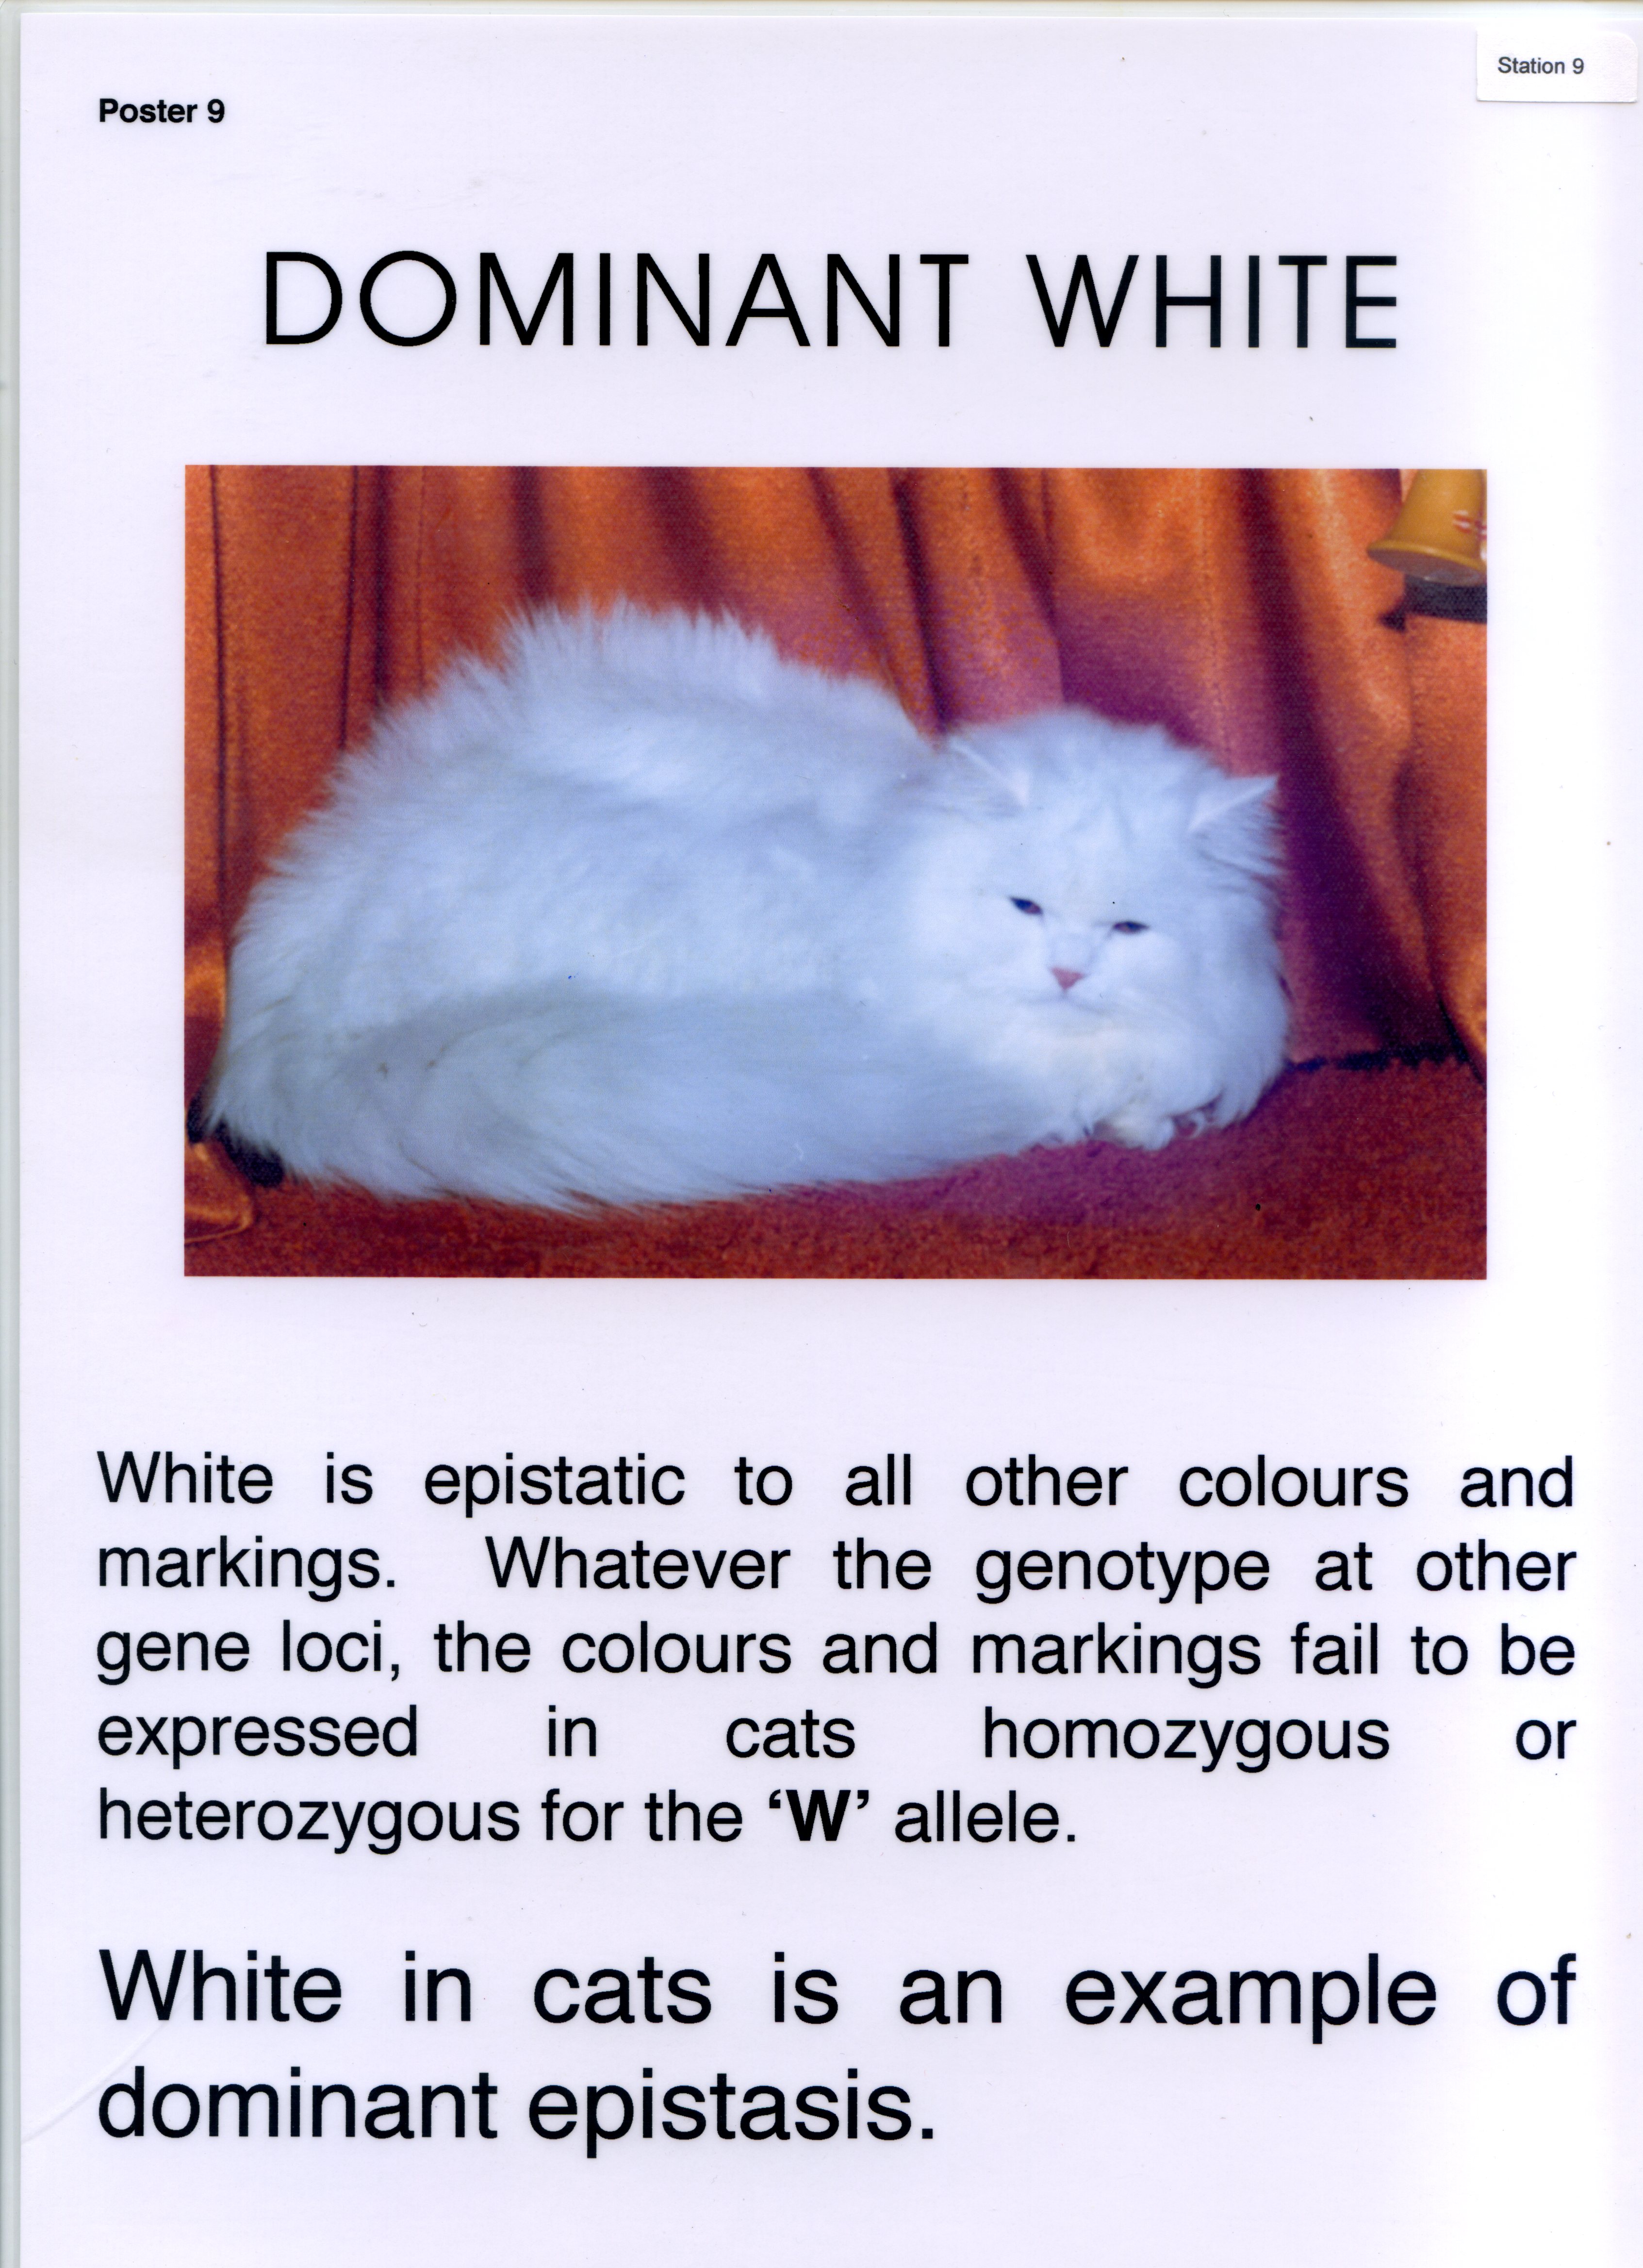 Station 9
Poster 9
DOMINANT WHITE
White is epistatic to all other colours and
markings. Whatever the genotype at other
gene loci, the colours and markings fail to be
expressed in cats homozygous or
heterozygous for the ‘W’ allele.
White in cats is an example of
dominant epistasis.